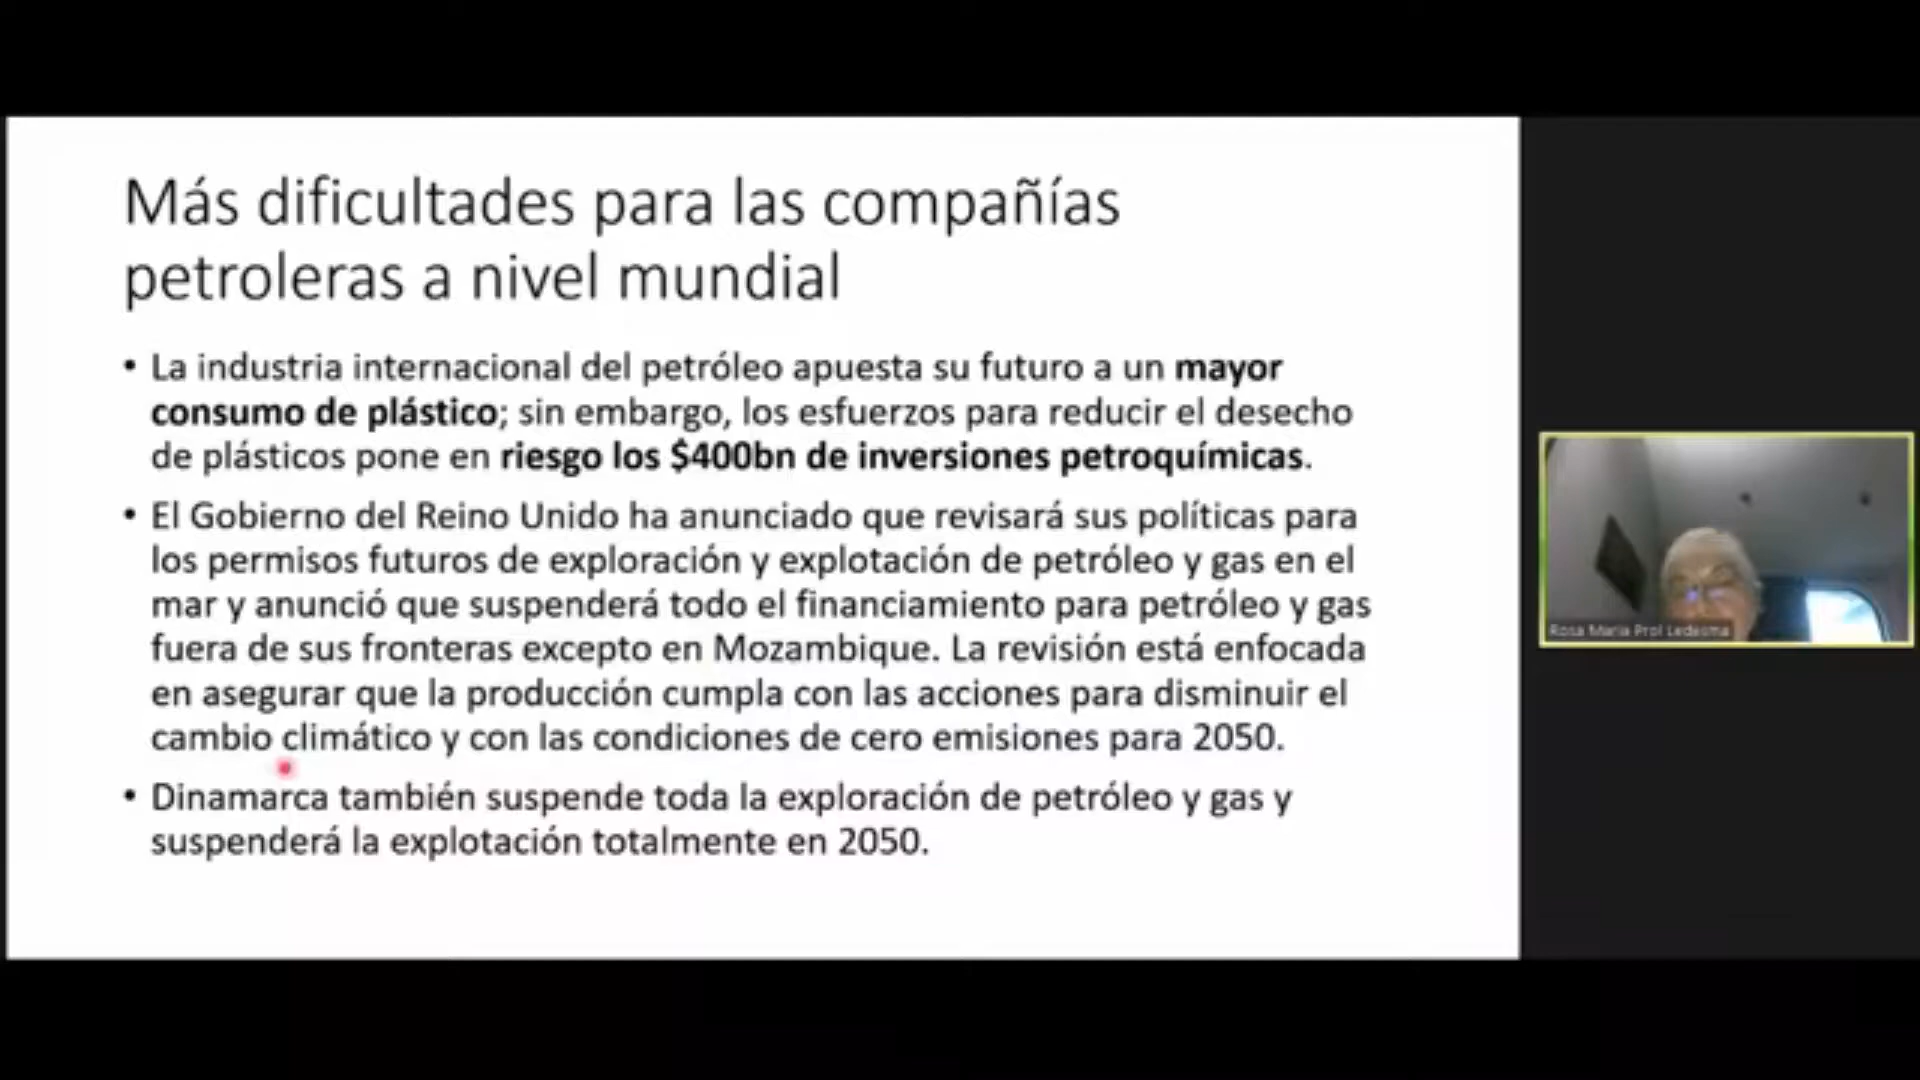 Más dificultades para las compañías
petroleras a nivel mundial
• La industria internacional del petróleo apuesta su futuro a un mayor
consumo de plástico; sin embargo, los esfuerzos para reducir el desecho
de plásticos pone en riesgo los $400bn de inversiones petroquímicas.
• El Gobierno del Reino Unido ha anunciado que revisará sus políticas para
los permisos futuros de exploración y explotación de petróleo y gas en el
mar y anunció que suspenderá todo el financiamiento para petróleo y gas
fuera de sus fronteras excepto en Mozambique. La revisión está enfocada
en asegurar que la producción cumpla con las acciones para disminuir el
cambio climático y con las condiciones de cero emisiones para 2050.
• Dinamarca también suspende toda la exploración de petróleo y gas y
suspenderá la explotación totalmente en 2050.
Rosa Maria Prol Ledesma